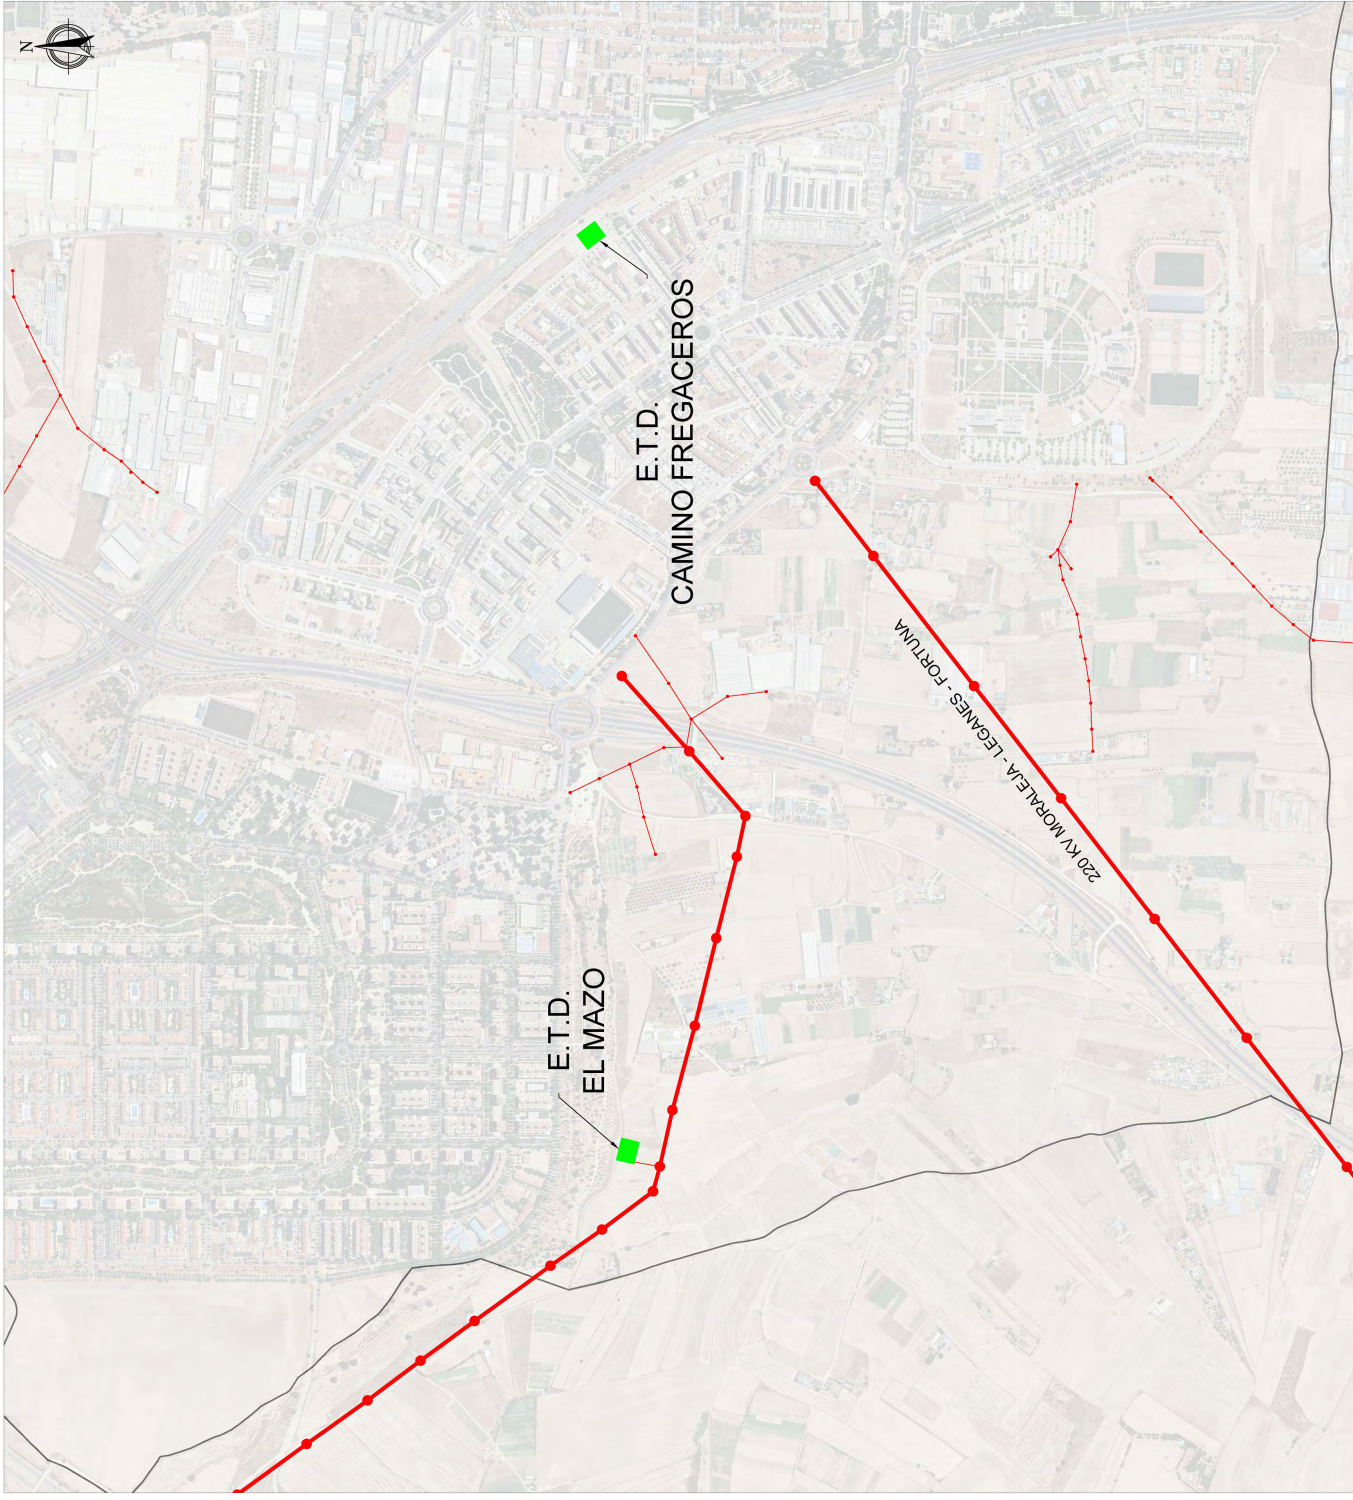 N
E.T.D.
CAMINO FREGACEROS
E.T.D.
EL MAZO
220 KV MORALEJA - LEGANES - FORTUNA